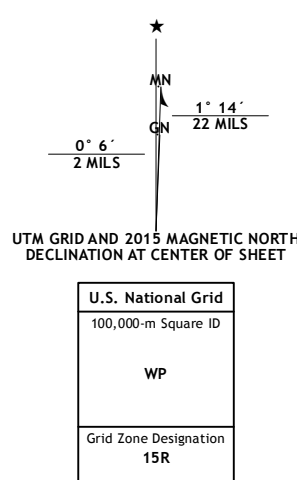 ★
MN
GN
1° 14´
22 MILS
0° 6´
2 MILS
UTM GRID AND 2015 MAGNETIC NORTH
DECLINATION AT CENTER OF SHEET
U.S. National Grid
100,000-m Square ID
WP
Grid Zone Designation
15R